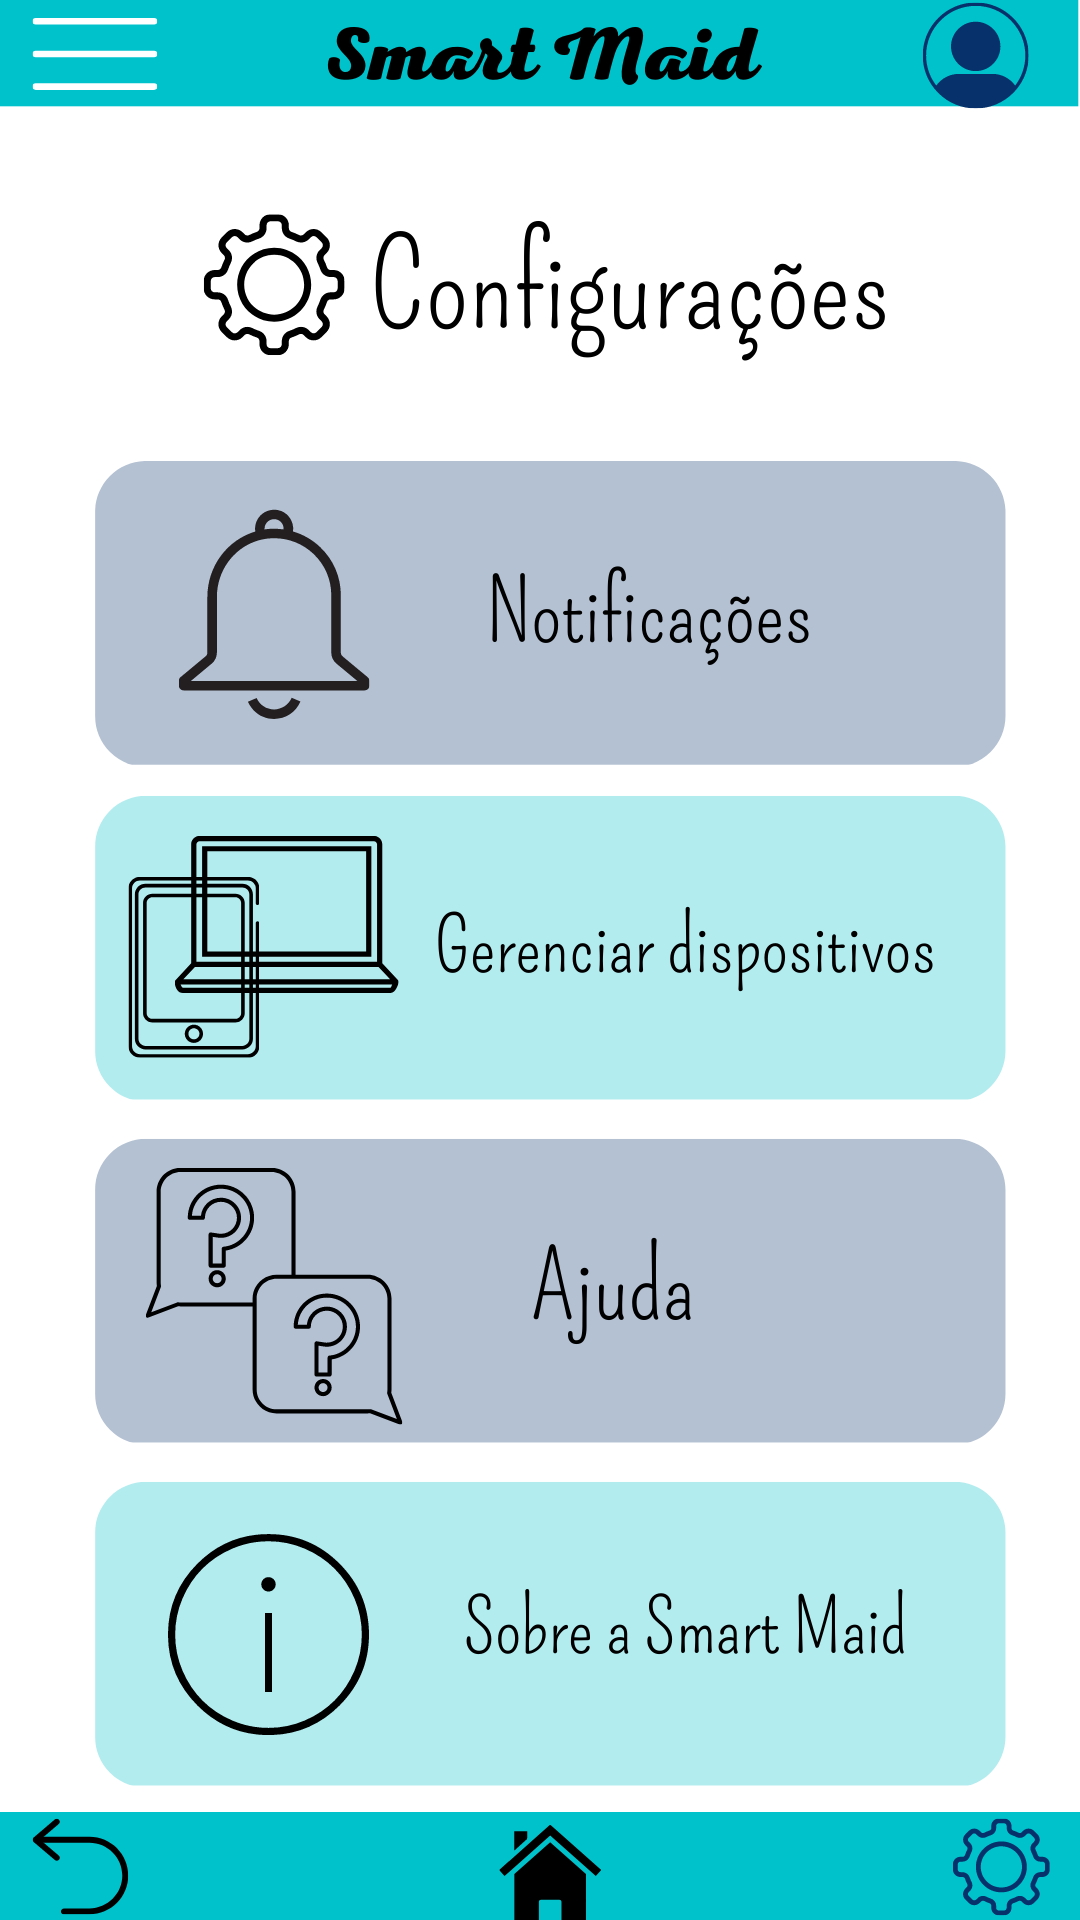 Smart Maid
Configurações
Notificações
Gerenciar dispositivos
? ?
Ajuda
i
Sobre a Smart Maid